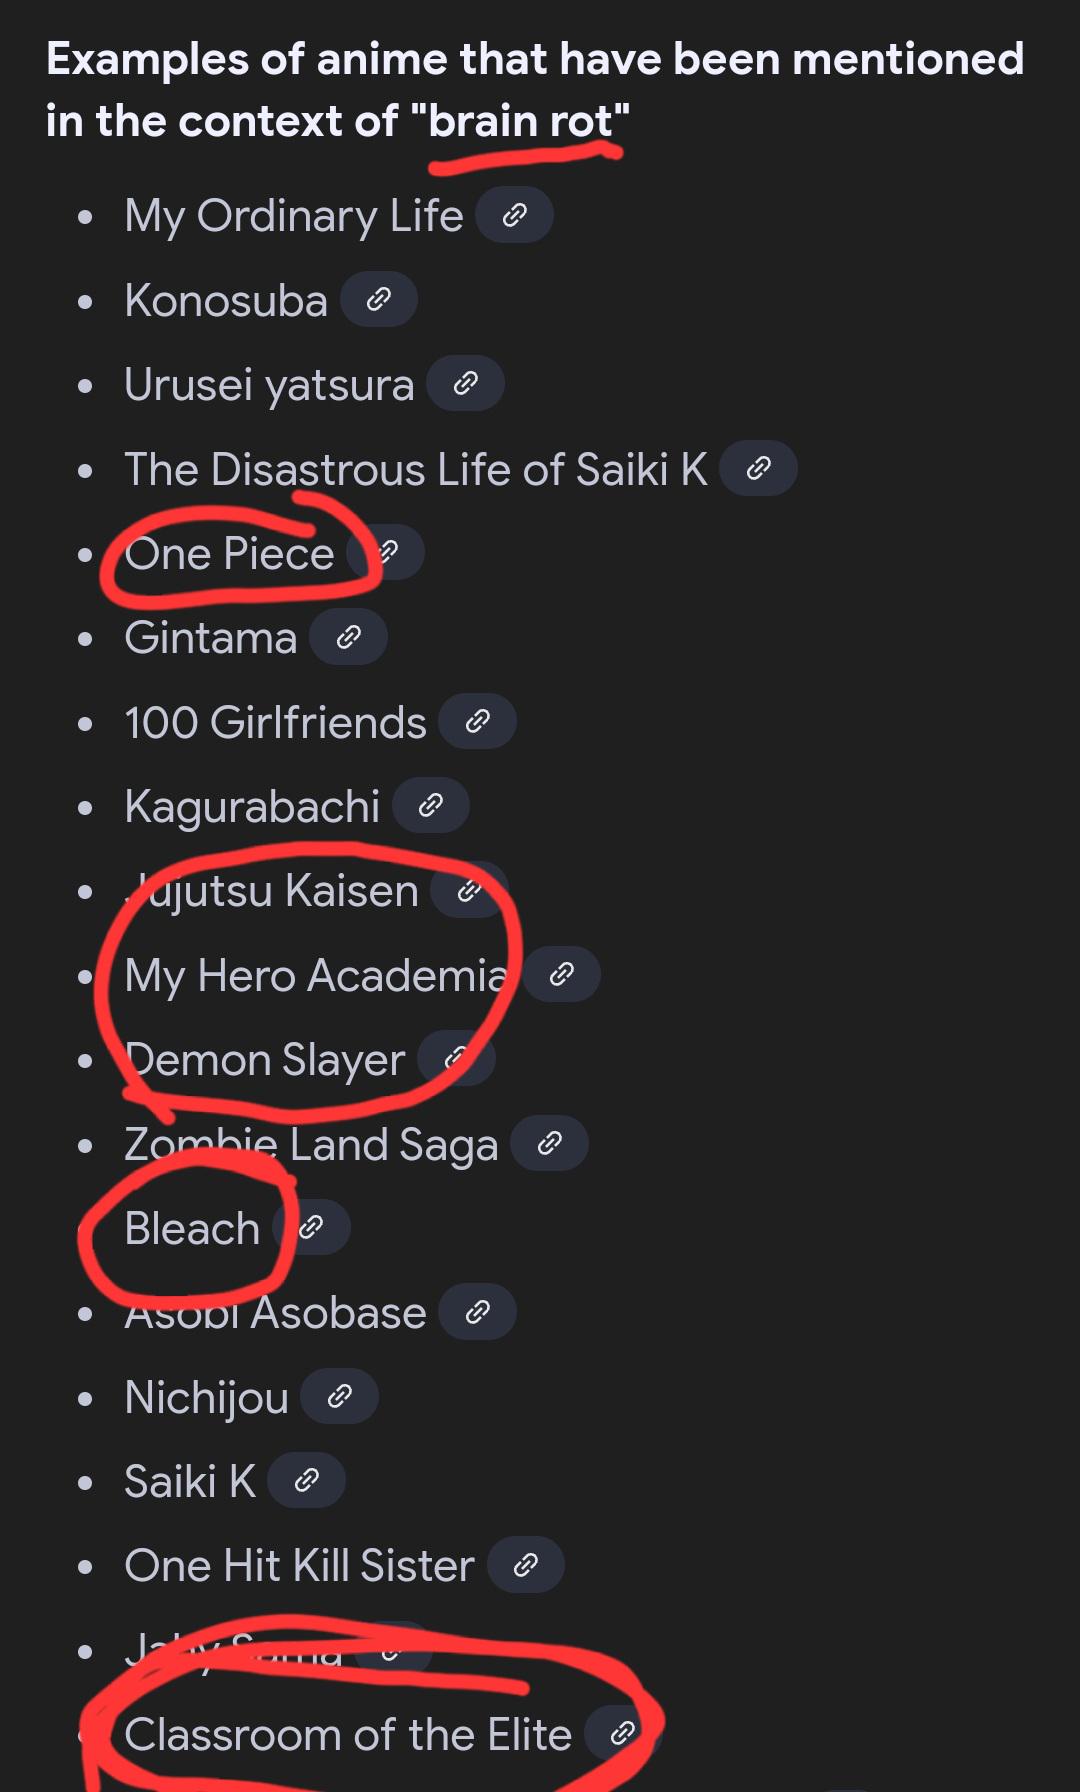 Examples of anime that have been mentioned
in the context of "brain rot"
My Ordinary Life
Konosuba
Urusei yatsura
The Disastrous Life of Saiki K
One Piece
Gintama
100 Girlfriends
Kagurabachi
Jujutsu Kaisen
My Hero Academia
Demon Slayer
Zombie Land Saga
Bleach
Asobi Asobase
Nichijou
Saiki K
One Hit Kill Sister
Classroom of the Elite